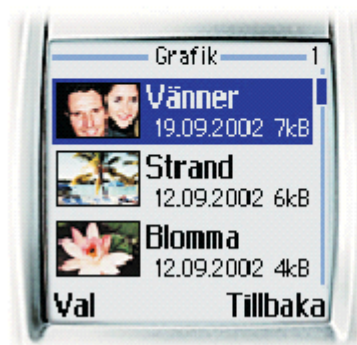 Grafik 1
Vänner
19.09.2002 7kB
Strand
12.09.2002 6kB
Blomma
12.09.2002 4kB
Val Tillbaka